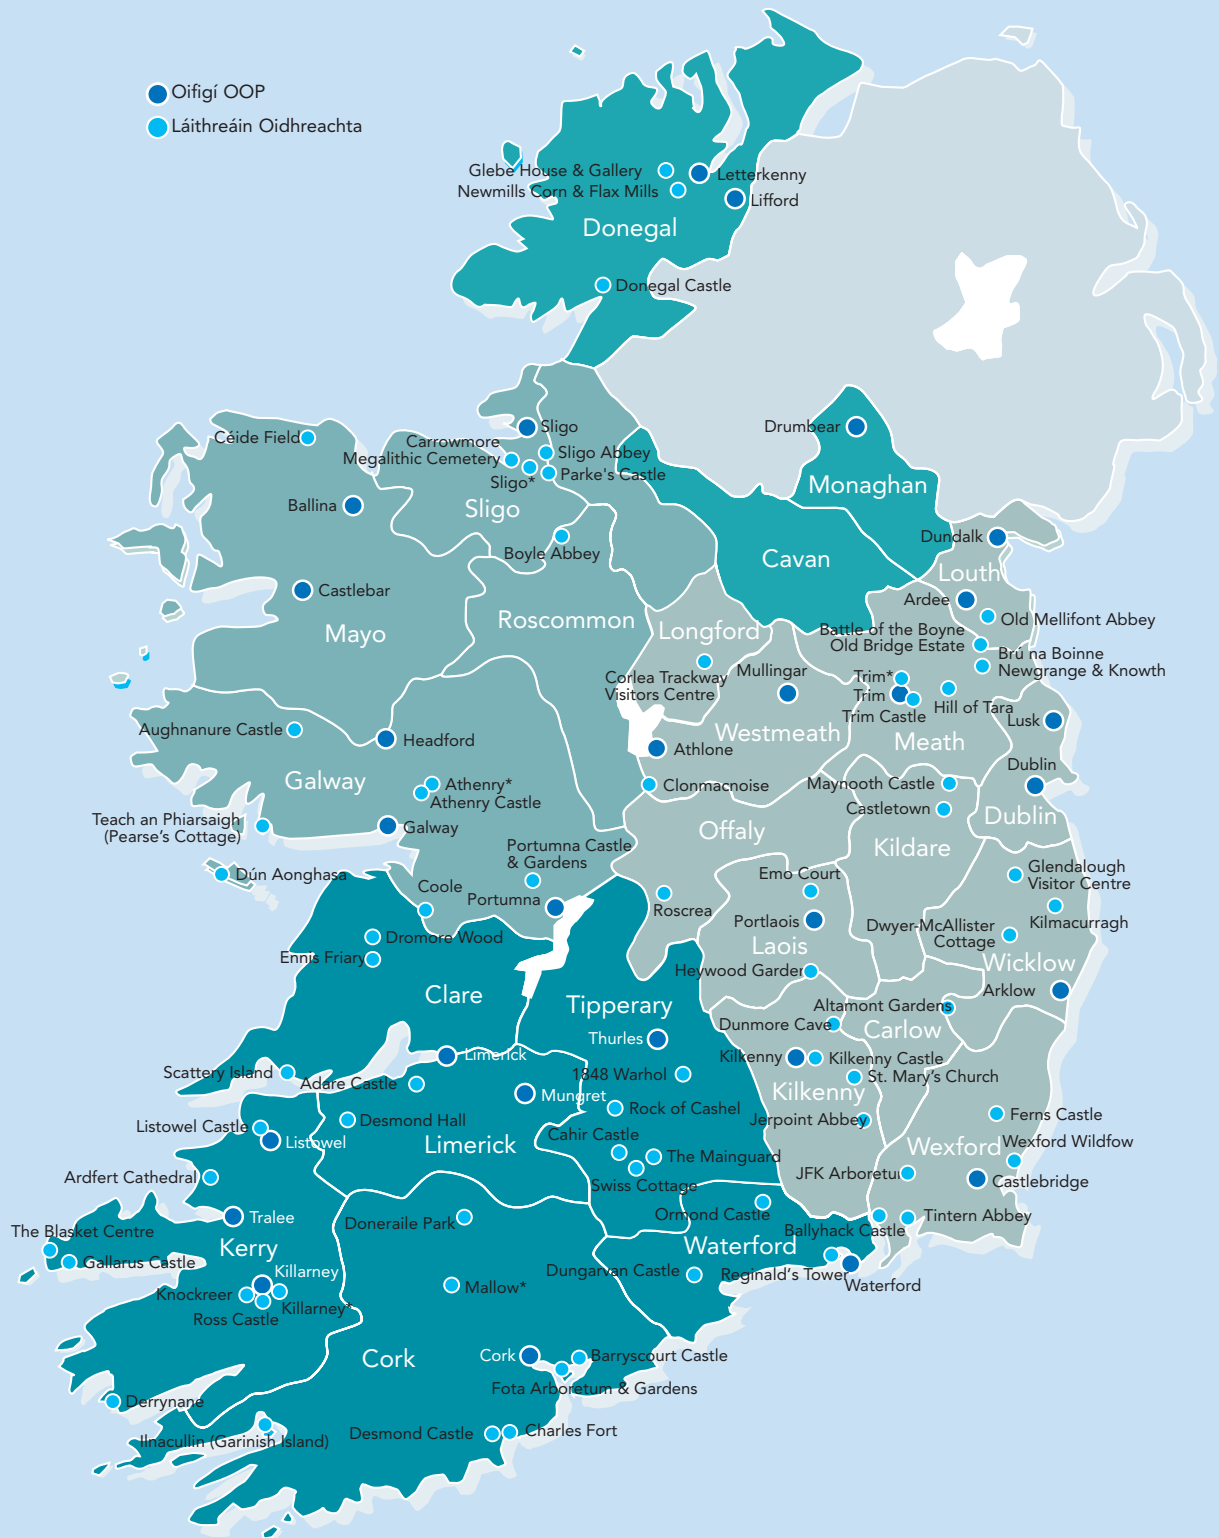 Oifigí OOP
Láithreáin Oidhreachta
Glebe House & Gallery
Letterkenny
Newmills Corn & Flax Mills
Lifford
Donegal
Donegal Castle
Drumbear
Monaghan
Cavan
Céide Field
Sligo
Carrowmore
Megalithic Cemetery
Sligo Abbey
Parke's Castle
Sligo*
Sligo
Ballina
Boyle Abbey
Castlebar
Mayo
Roscommon
Dundalk
Louth
Ardee
Old Mellifont Abbey
Longford
Battle of the Boyne
Old Bridge Estate
Brú na Boinne
Newgrange & Knowth
Corlea Trackway
Visitors Centre
Mullingar
Trim*
Trim
Trim Castle
Hill of Tara
Lusk
Westmeath
Meath
Aughnanure Castle
Headford
Athlone
Dublin
Galway
Athenry*
Athenry Castle
Clonmacnoise
Maynooth Castle
Castletown
Dublin
Teach an Phiarsaigh
(Pearse's Cottage)
Galway
Offaly
Kildare
Portumna Castle
& Gardens
Dún Aonghasa
Coole
Portumna
Emo Court
Glendalough
Visitor Centre
Roscrea
Portlaois
Kilmacurragh
Dwyer-McAllister
Cottage
Laois
Dromore Wood
Ennis Friary
Wicklow
Heywood Garden
Clare
Tipperary
Arklow
Altamont Gardens
Dunmore Cave
Carlow
Thurles
Limerick
Kilkenny
Kilkenny Castle
Scattery Island
Adare Castle
1848 Warhol
St. Mary's Church
Kilkenny
Mungret
Rock of Cashel
Jerpoint Abbey
Ferns Castle
Listowel Castle
Desmond Hall
Listowel
Limerick
Cahir Castle
The Mainguard
Swiss Cottage
Wexford
Wexford Wildfow
JFK Arboretu
Castlebridge
Ardfert Cathedral
Tralee
Doneraile Park
Ormond Castle
Ballyhack Castle
Tintern Abbey
The Blasket Centre
Gallarus Castle
Kerry
Waterford
Dungarvan Castle
Reginald's Tower
Waterford
Killarney
Knockreer
Killarney*
Ross Castle
Mallow*
Cork
Cork
Barryscourt Castle
Fota Arboretum & Gardens
Derrynane
Ilnacullin (Garinish Island)
Desmond Castle
Charles Fort